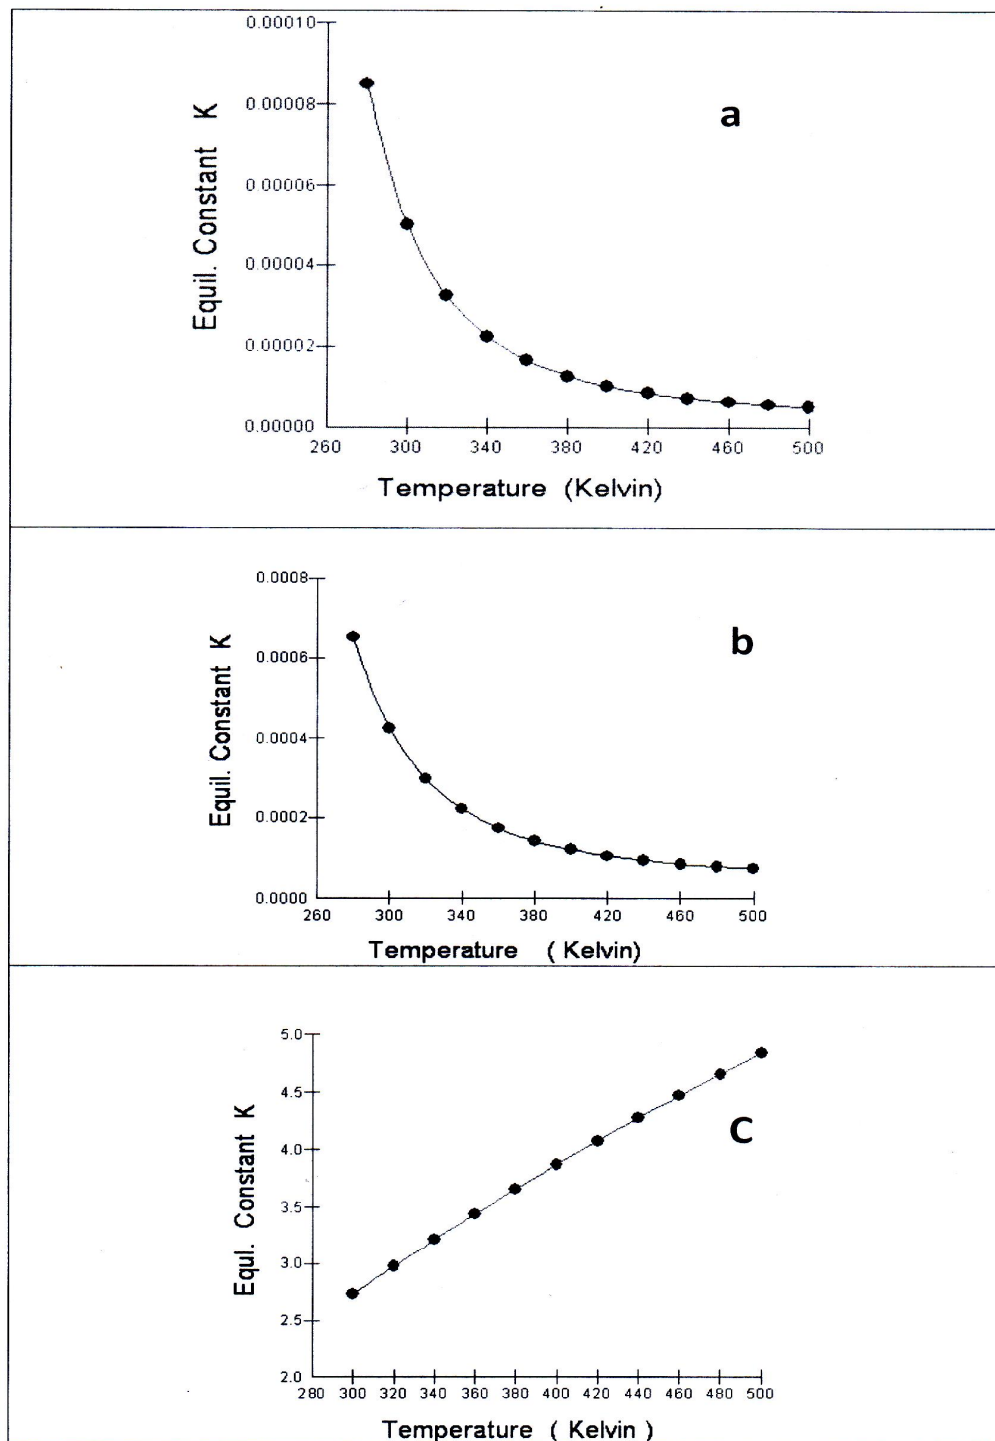 0.00010
0.00008
0.00006
0.00004
0.00002
0.00000
Equil. Constant K
a
260 300 340 380 420 460 500
Temperature (Kelvin)
0.0008
0.0006
0.0004
0.0002
0.0000
Equil. Constant K
b
260 300 340 380 420 460 500
Temperature ( Kelvin)
5.0
4.5
4.0
3.5
3.0
2.5
2.0
Equl. Constant K
C
280 300 320 340 360 380 400 420 440 460 480 500
Temperature ( Kelvin )